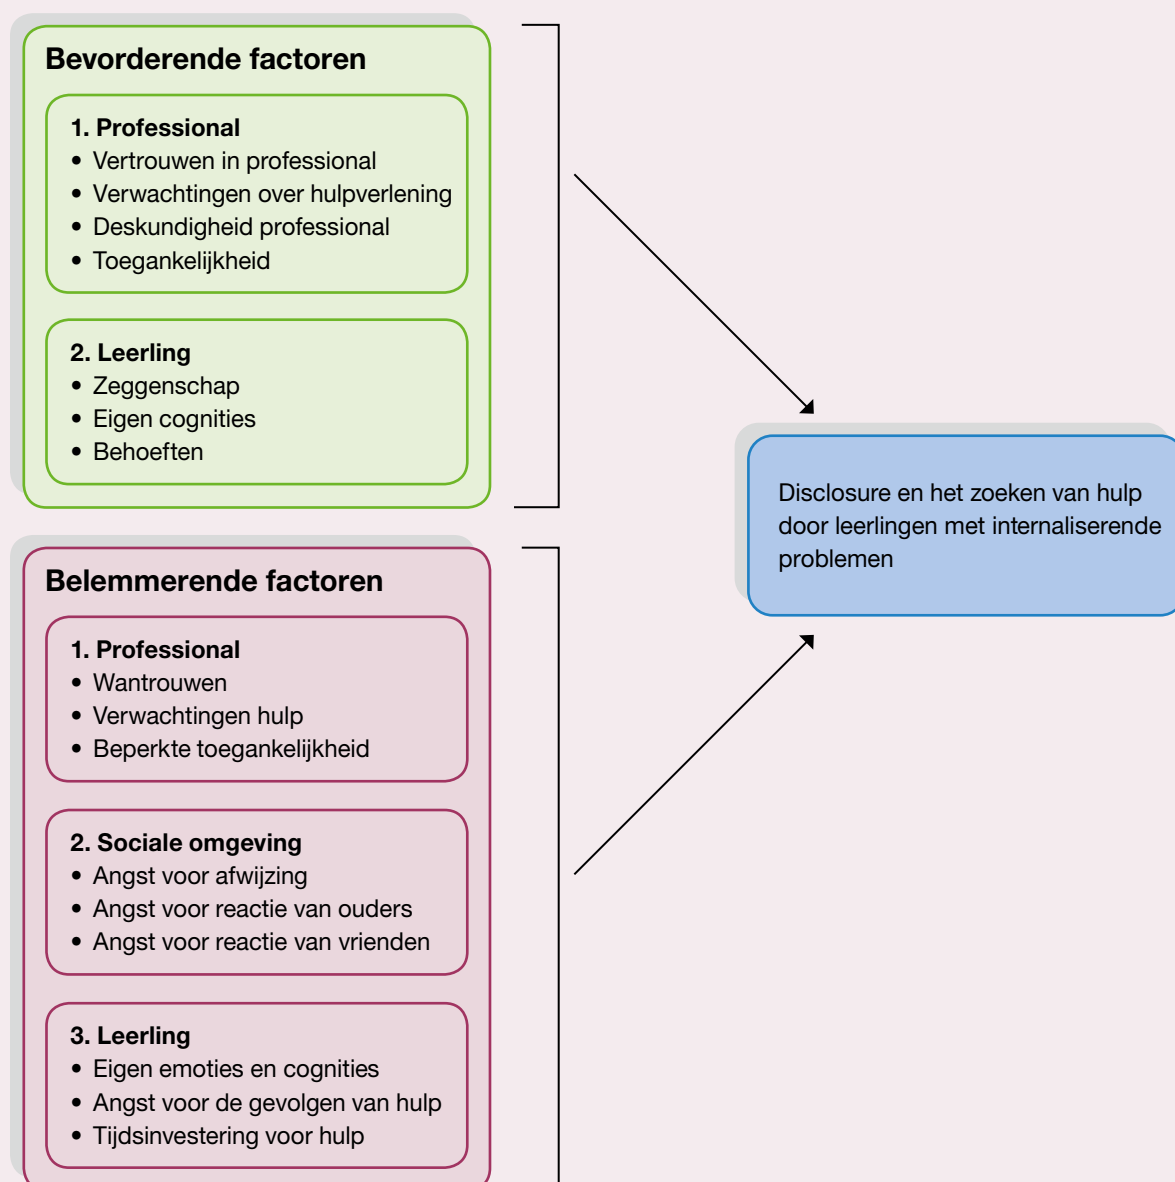 Bevorderende factoren
1. Professional
• Vertrouwen in professional
• Verwachtingen over hulpverlening
• Deskundigheid professional
• Toegankelijkheid
2. Leerling
• Zeggenschap
• Eigen cognities
• Behoeften
Belemmerende factoren
1. Professional
• Wantrouwen
• Verwachtingen hulp
• Beperkte toegankelijkheid
2. Sociale omgeving
• Angst voor afwijzing
• Angst voor reactie van ouders
• Angst voor reactie van vrienden
3. Leerling
• Eigen emoties en cognities
• Angst voor de gevolgen van hulp
• Tijdsinvestering voor hulp
Disclosure en het zoeken van hulp
door leerlingen met internaliserende
problemen